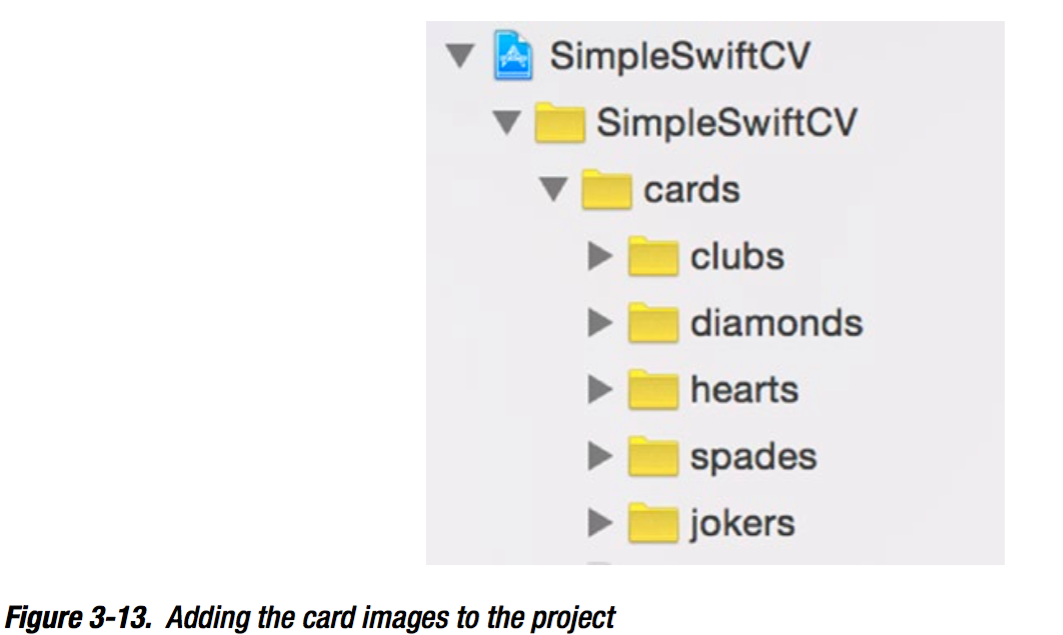 SimpleSwiftCV
SimpleSwiftCV
cards
clubs
diamonds
hearts
spades
jokers
Figure 3-13. Adding the card images to the project